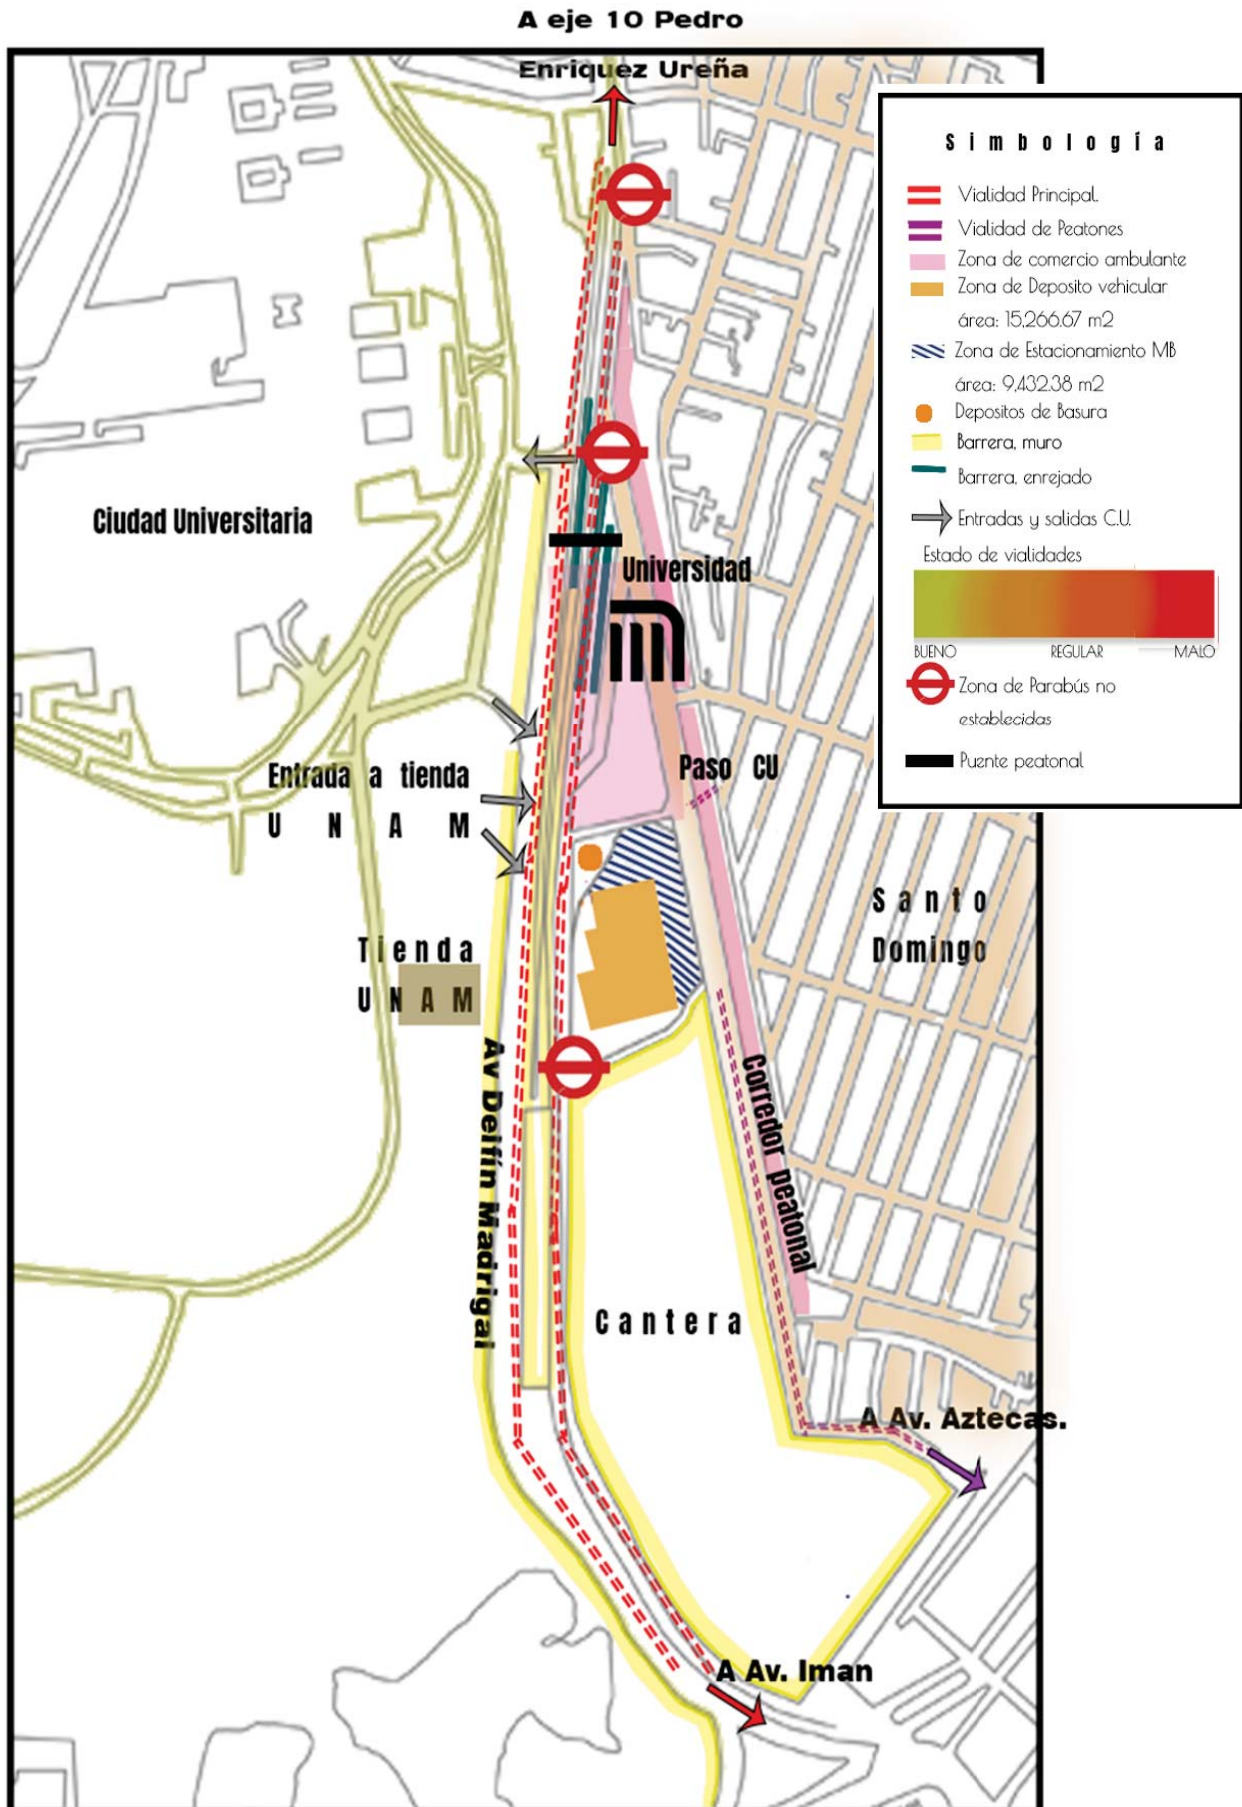 A eje 10 Pedro
Enriquez Ureña
Simbología
Vialidad Principal.
Vialidad de Peatones
Zona de comercio ambulante
Zona de Deposito vehicular
área: 15,266.67 m2
Zona de Estacionamiento MB
área: 9,432.38 m2
Depositos de Basura
Barrera, muro
Barrera, enrejado
Entradas y salidas C.U.
Estado de vialidades
BUENO REGULAR MALO
Zona de Parabús no
establecidas
Puente peatonal
Ciudad Universitaria
Universidad
Entrada a tienda
UNAM
Paso CU
Santo
Domingo
Tienda
UNAM
Av Delfín Madrigal
Corredor peatonal
Cantera
A Av. Aztecas.
A Av. Iman